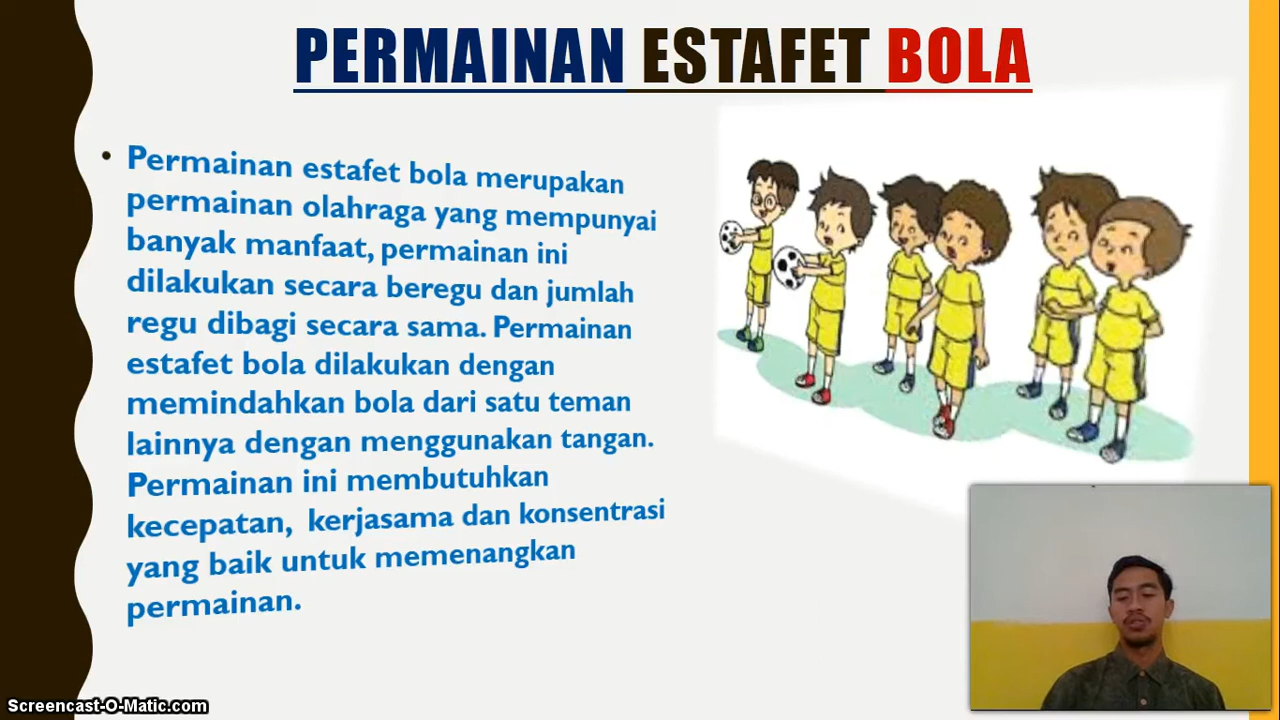 PERMAINAN ESTAFET BOLA
• Permainan estafet bola merupakan
permainan olahraga yang mempunyai
banyak manfaat, permainan ini
dilakukan secara beregu dan jumlah
regu dibagi secara sama. Permainan
estafet bola dilakukan dengan
memindahkan bola dari satu teman
lainnya dengan menggunakan tangan.
Permainan ini membutuhkan
kecepatan, kerjasama dan konsentrasi
yang baik untuk memenangkan
permainan.
Screencast-O-Matic.com